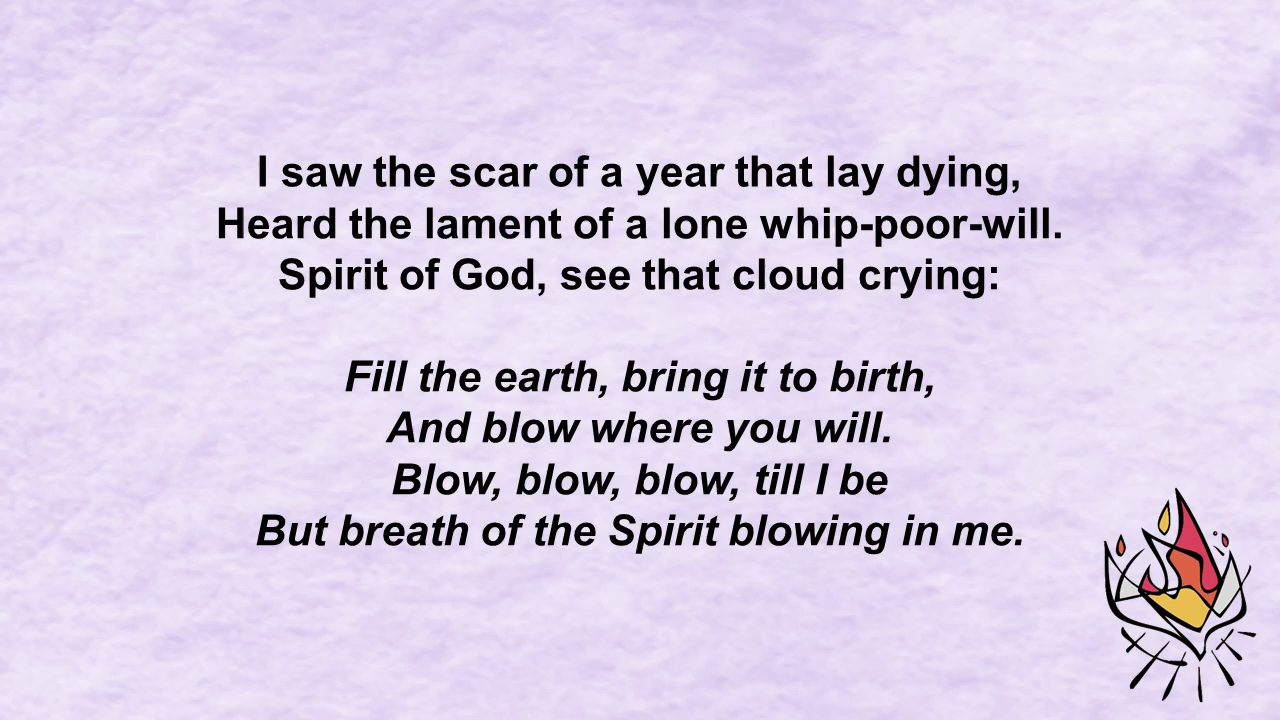 I saw the scar of a year that lay dying,
Heard the lament of a lone whip-poor-will.
Spirit of God, see that cloud crying:
Fill the earth, bring it to birth,
And blow where you will.
Blow, blow, blow, till I be
But breath of the Spirit blowing in me.